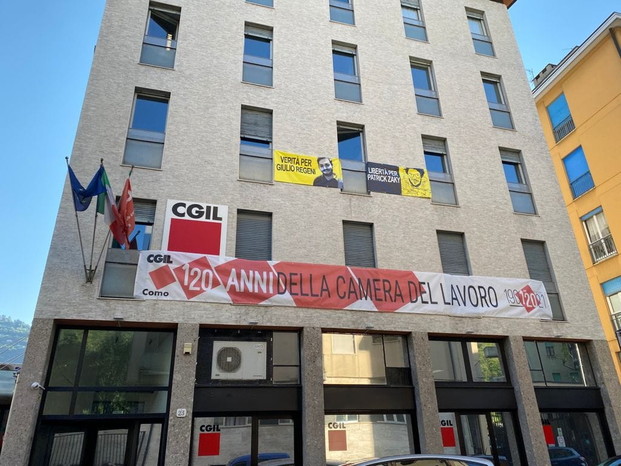 VERITÀ PER
GIULIO REGENI
LIBERTÀ PER
PATRICK ZAKY
CGIL
CGIL
Como
120 ANNI DELLA CAMERA DEL LAVORO
CGIL
CGIL
CGIL